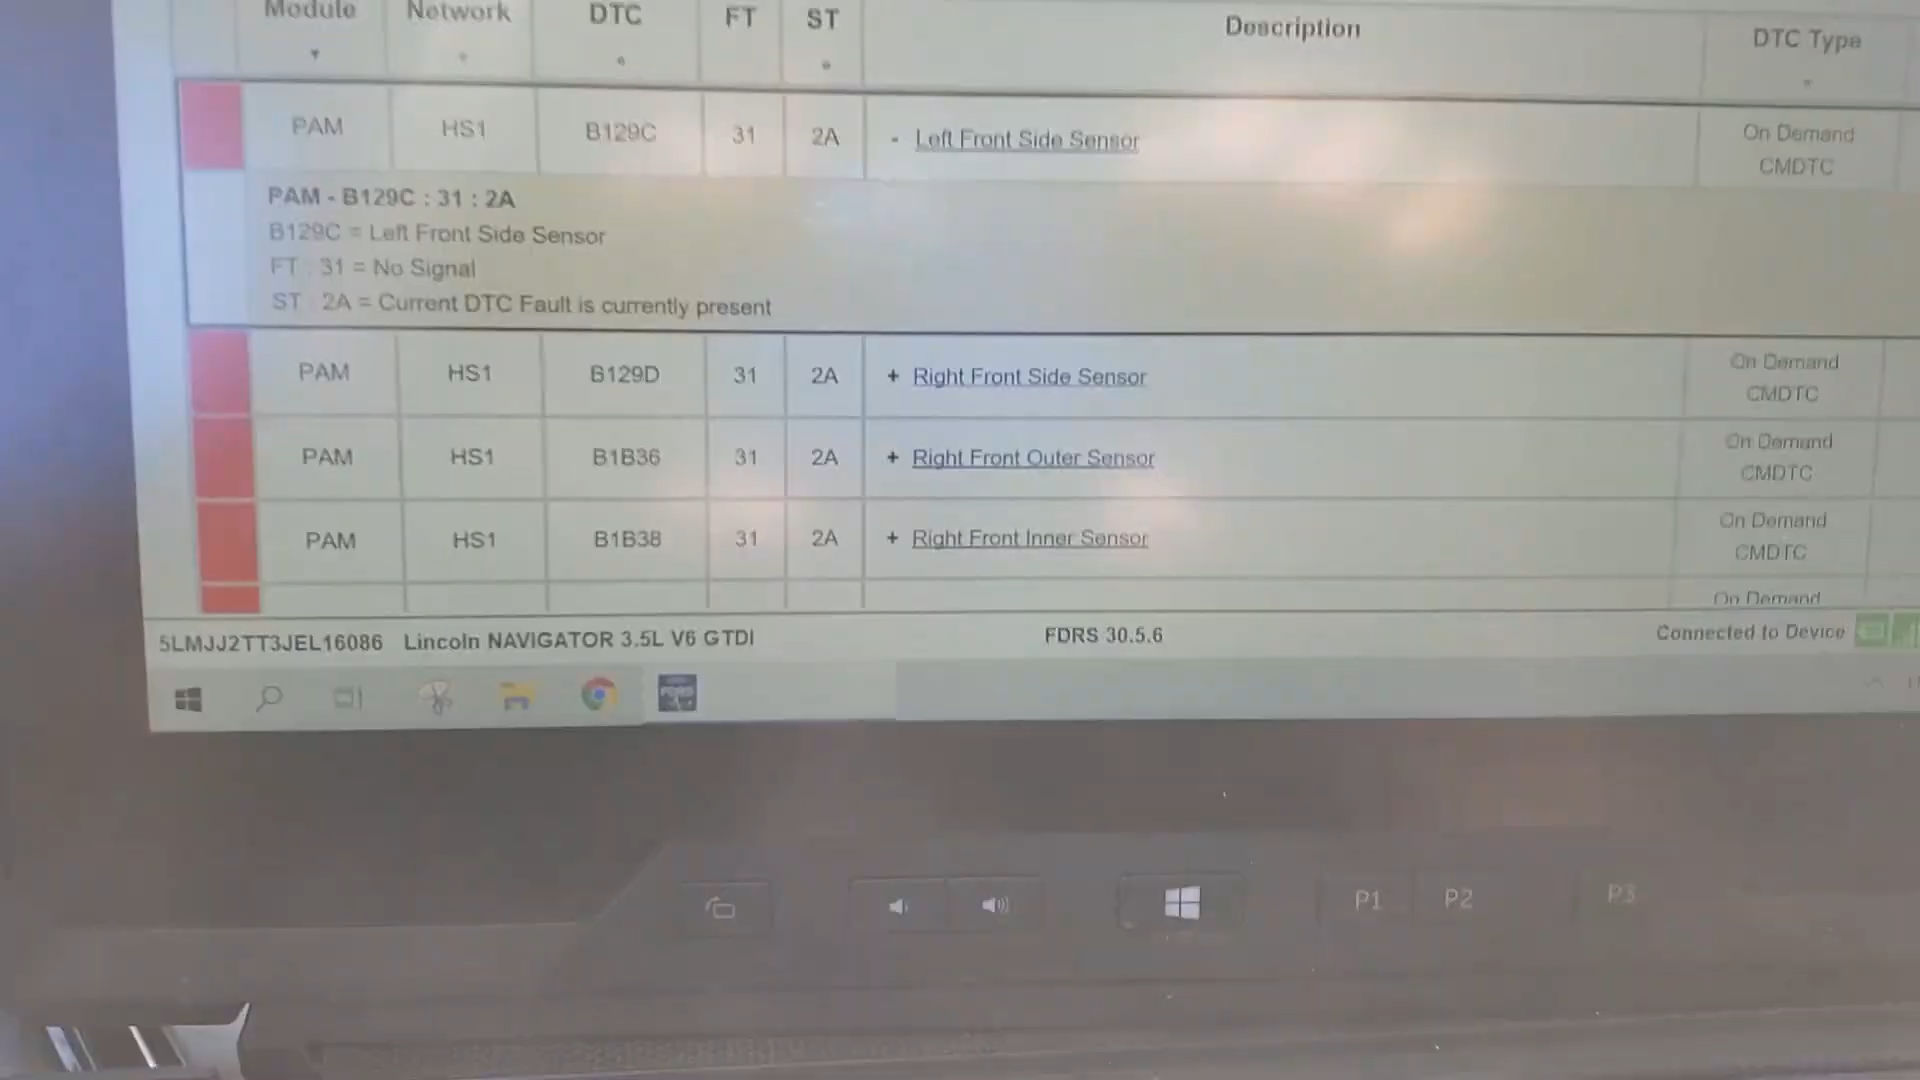 Module Network DTC FT ST Description DTC Type
PAM HS1 B129C 31 2A - Left Front Side Sensor On Demand
CMDTC
PAM - B129C : 31 : 2A
B129C = Left Front Side Sensor
FT : 31 = No Signal
ST : 2A = Current DTC Fault is currently present
PAM HS1 B129D 31 2A + Right Front Side Sensor On Demand
CMDTC
PAM HS1 B1B36 31 2A + Right Front Outer Sensor On Demand
CMDTC
PAM HS1 B1B38 31 2A + Right Front Inner Sensor On Demand
CMDTC
On Demand
5LMJJ2TT3JEL16086 Lincoln NAVIGATOR 3.5L V6 GTDI FDRS 30.5.6 Connected to Device
FDRS
P1 P2 P3